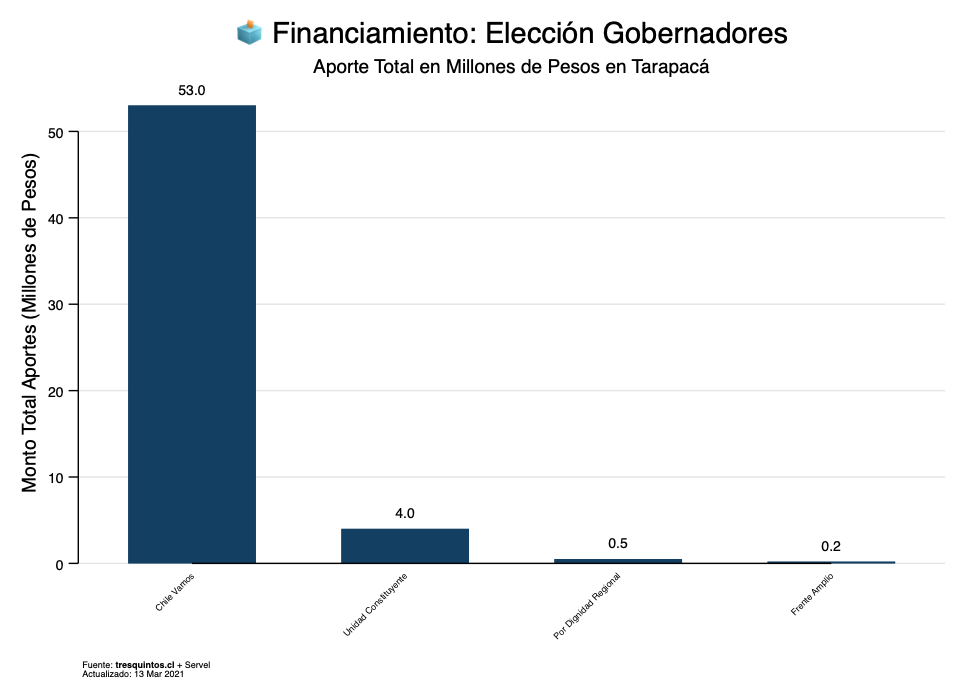 Financiamiento: Elección Gobernadores
Aporte Total en Millones de Pesos en Tarapacá
Monto Total Aportes (Millones de Pesos)
50
40
30
20
10
0
53.0
4.0
0.5
0.2
Chile Vamos
Unidad Constituyente
Por Dignidad Regional
Frente Amplio
Fuente: tresquintos.cl + Servel
Actualizado: 13 Mar 2021